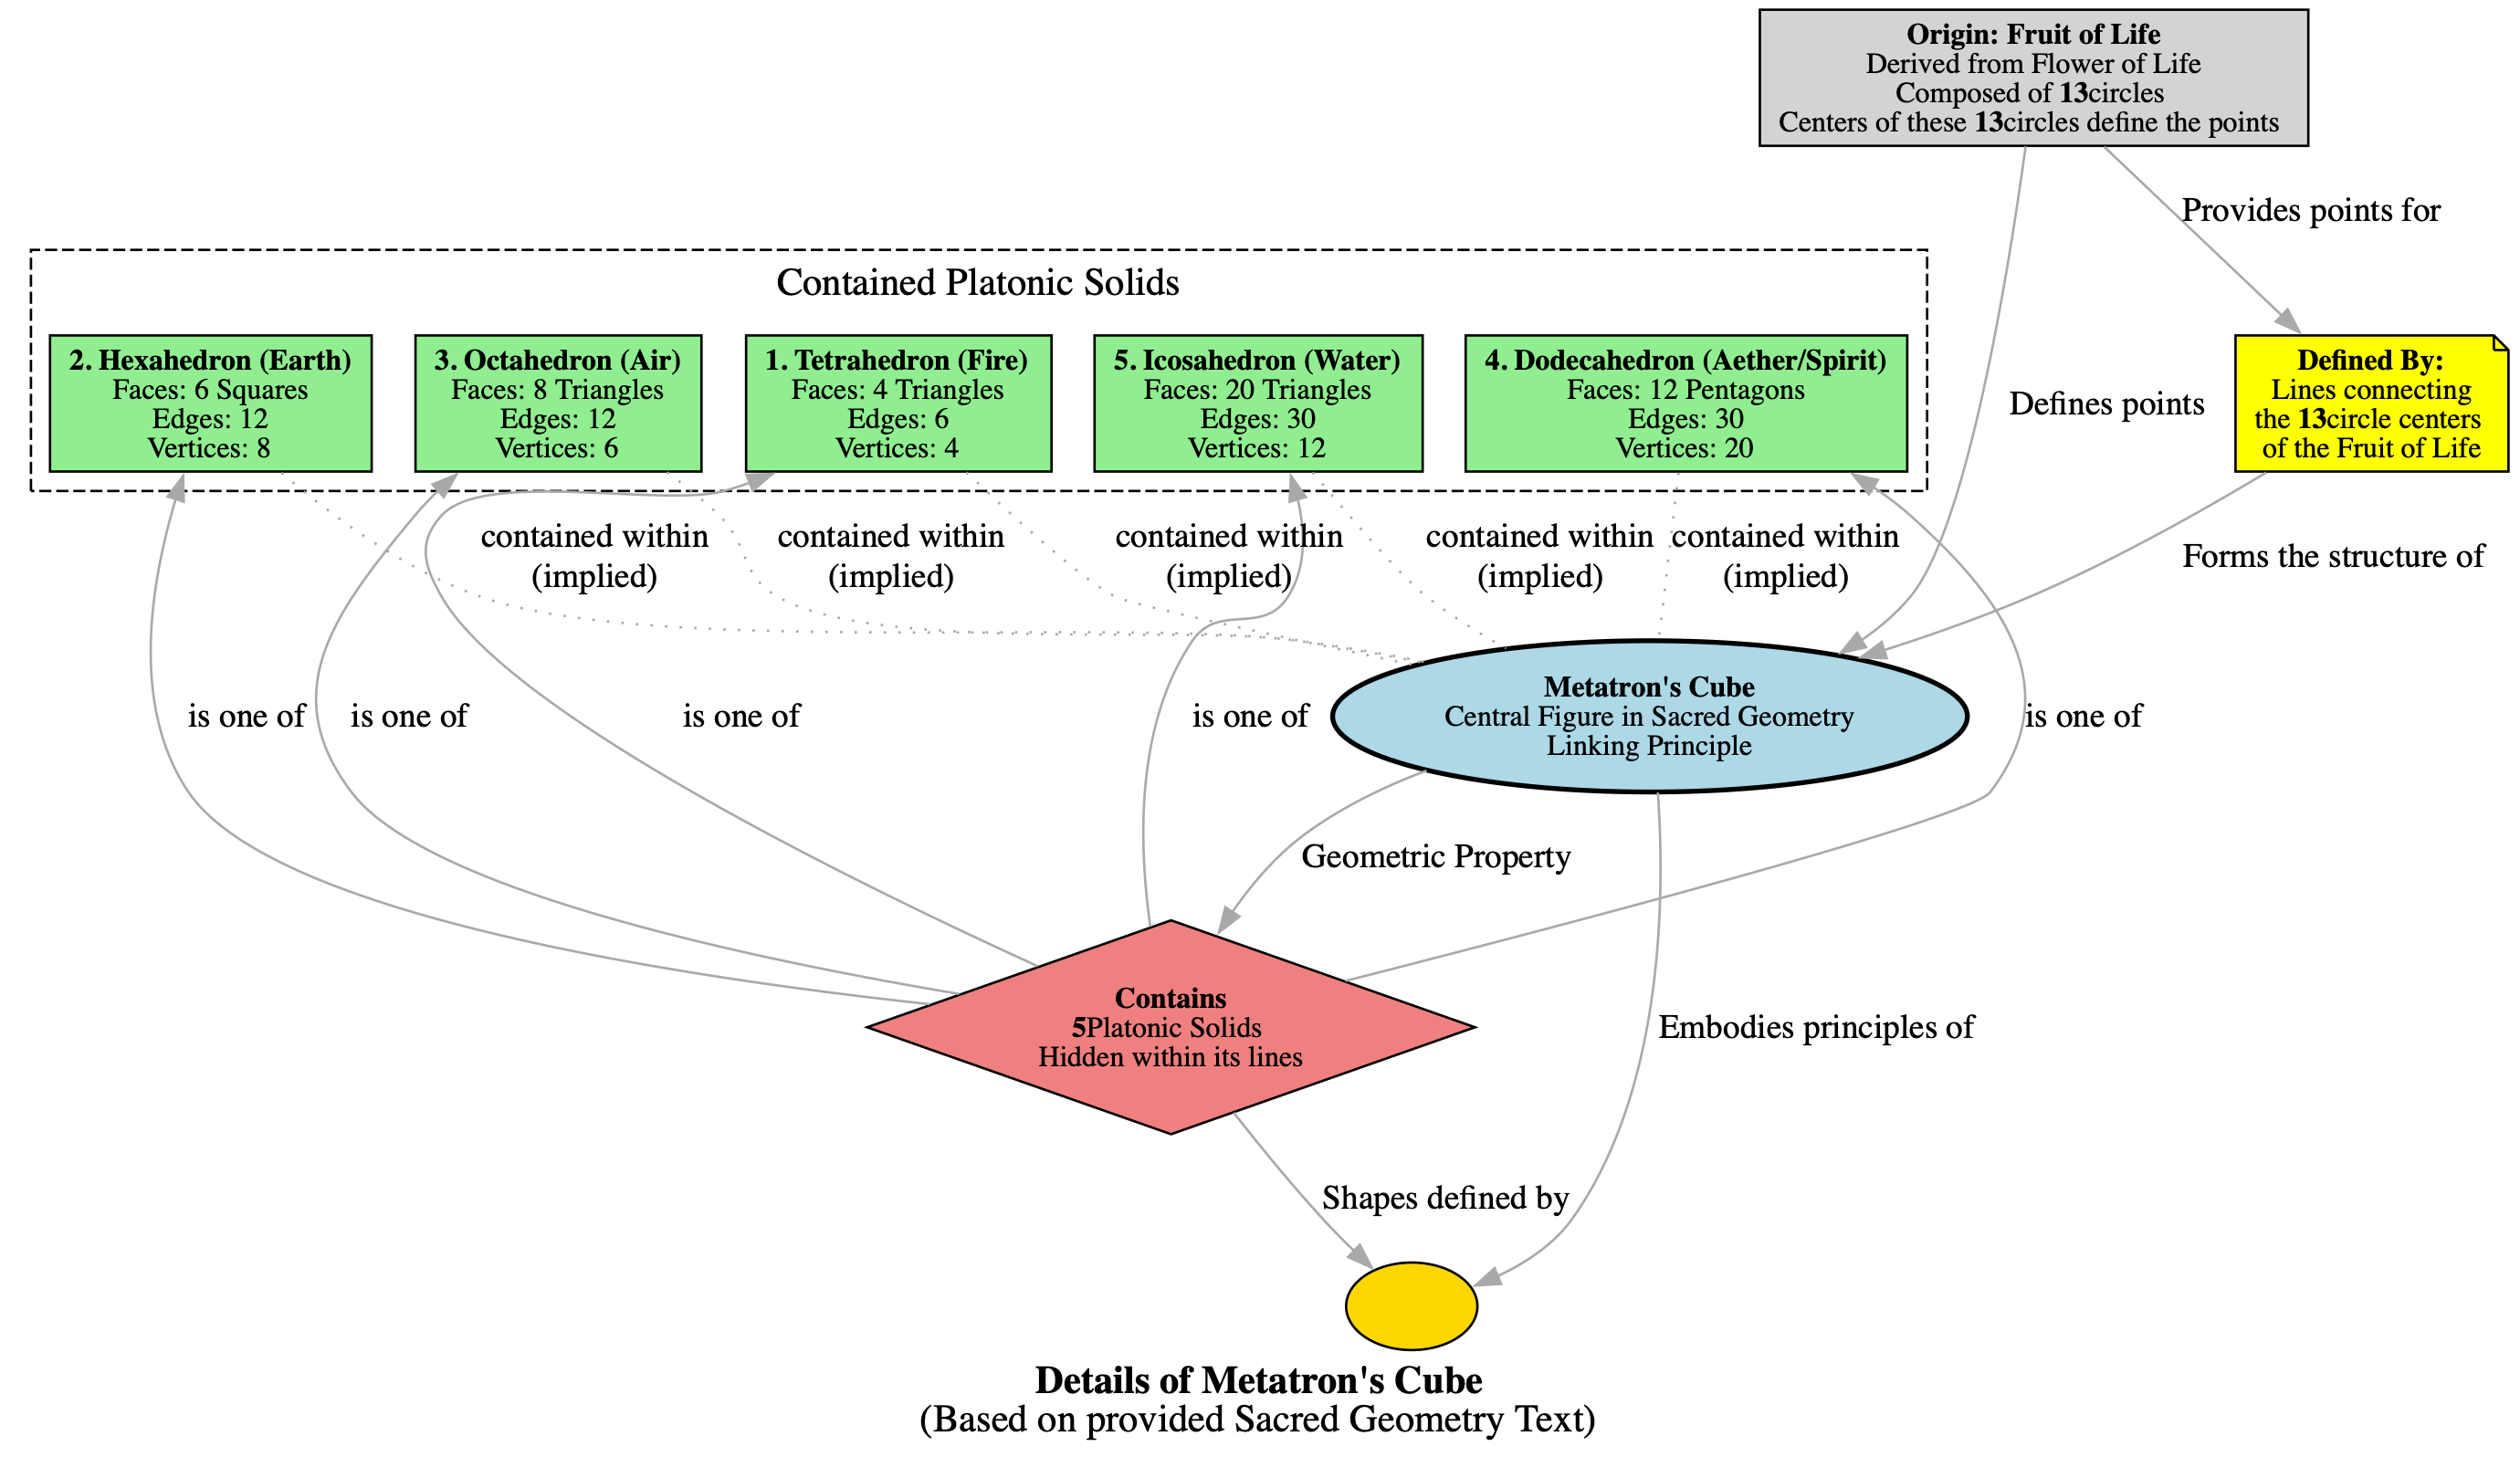 Origin: Fruit of Life
Derived from Flower of Life
Composed of 13circles
Centers of these 13circles define the points
Provides points for
Contained Platonic Solids
2. Hexahedron (Earth)
Faces: 6 Squares
Edges: 12
Vertices: 8
3. Octahedron (Air)
Faces: 8 Triangles
Edges: 12
Vertices: 6
1. Tetrahedron (Fire)
Faces: 4 Triangles
Edges: 6
Vertices: 4
5. Icosahedron (Water)
Faces: 20 Triangles
Edges: 30
Vertices: 12
4. Dodecahedron (Aether/Spirit)
Faces: 12 Pentagons
Edges: 30
Vertices: 20
Defines points
Defined By:
Lines connecting
the 13circle centers
of the Fruit of Life
contained within
(implied)
contained within
(implied)
contained within
(implied)
contained within
(implied)
contained within
(implied)
Forms the structure of
is one of
is one of
is one of
is one of
Metatron's Cube
Central Figure in Sacred Geometry
Linking Principle
is one of
Geometric Property
Contains
5Platonic Solids
Hidden within its lines
Embodies principles of
Shapes defined by
Details of Metatron's Cube
(Based on provided Sacred Geometry Text)